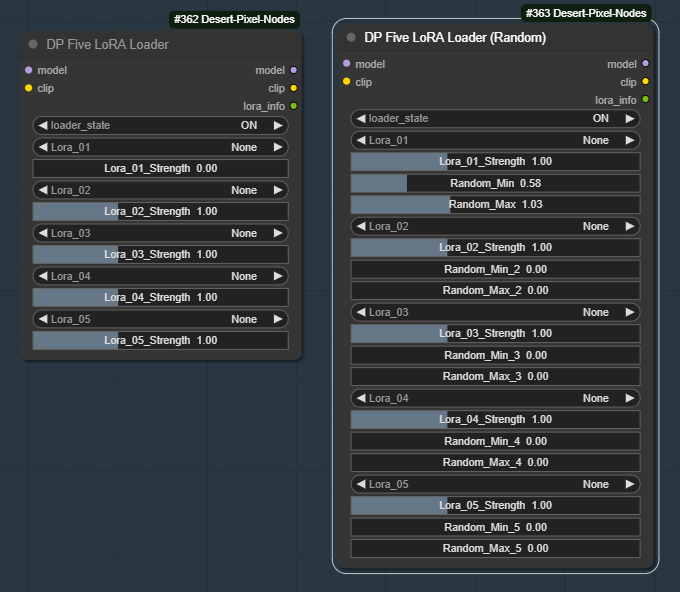 #362 Desert-Pixel-Nodes
DP Five LoRA Loader
model model
clip clip
lora_info
loader_state ON
Lora_01 None
Lora_01_Strength 0.00
Lora_02 None
Lora_02_Strength 1.00
Lora_03 None
Lora_03_Strength 1.00
Lora_04 None
Lora_04_Strength 1.00
Lora_05 None
Lora_05_Strength 1.00
#363 Desert-Pixel-Nodes
DP Five LoRA Loader (Random)
model model
clip clip
lora_info
loader_state ON
Lora_01 None
Lora_01_Strength 1.00
Random_Min 0.58
Random_Max 1.03
Lora_02 None
Lora_02_Strength 1.00
Random_Min_2 0.00
Random_Max_2 0.00
Lora_03 None
Lora_03_Strength 1.00
Random_Min_3 0.00
Random_Max_3 0.00
Lora_04 None
Lora_04_Strength 1.00
Random_Min_4 0.00
Random_Max_4 0.00
Lora_05 None
Lora_05_Strength 1.00
Random_Min_5 0.00
Random_Max_5 0.00